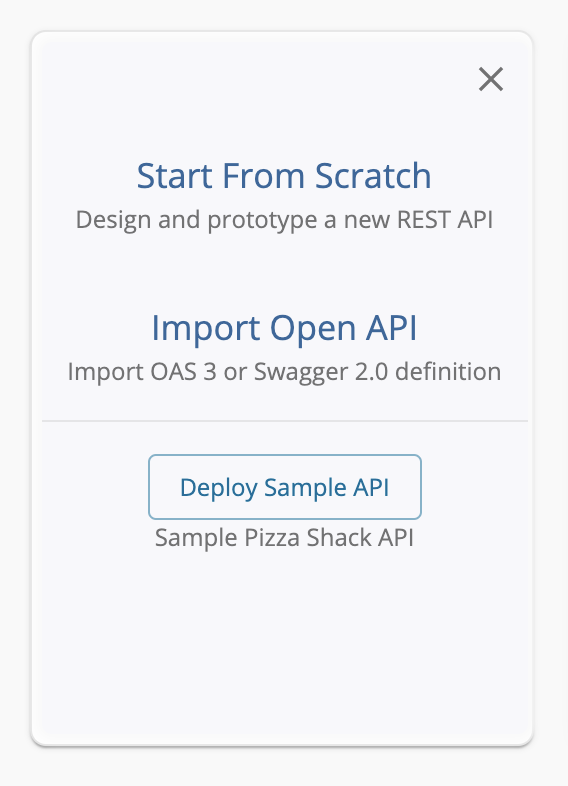 Start From Scratch
Design and prototype a new REST API
Import Open API
Import OAS 3 or Swagger 2.0 definition
Deploy Sample API
Sample Pizza Shack API